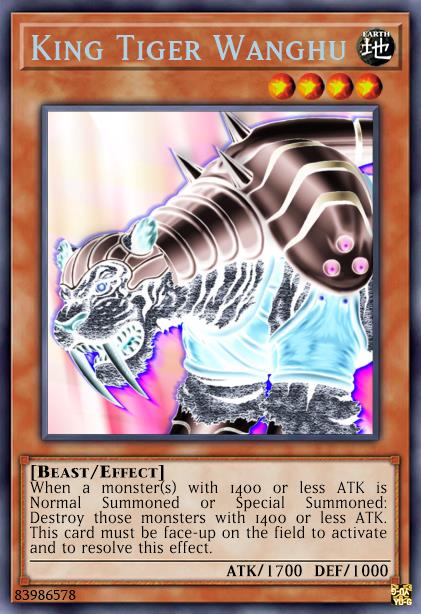 KING TIGER WANGHU
EARTH
地
[BEAST/EFFECT]
When a monster(s) with 1400 or less ATK is
Normal Summoned or Special Summoned:
Destroy those monsters with 1400 or less ATK.
This card must be face-up on the field to activate
and to resolve this effect.
ATK/1700 DEF/1000
83986578